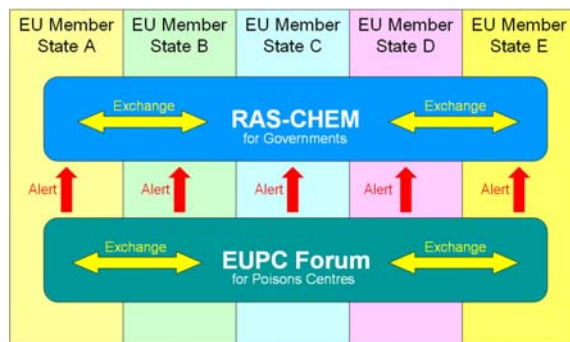 EU Member State A
EU Member State B
EU Member State C
EU Member State D
EU Member State E
Exchange
RAS-CHEM
for Governments
Exchange
Alert
Alert
Alert
Alert
Alert
Exchange
EUPC Forum
for Poisons Centres
Exchange